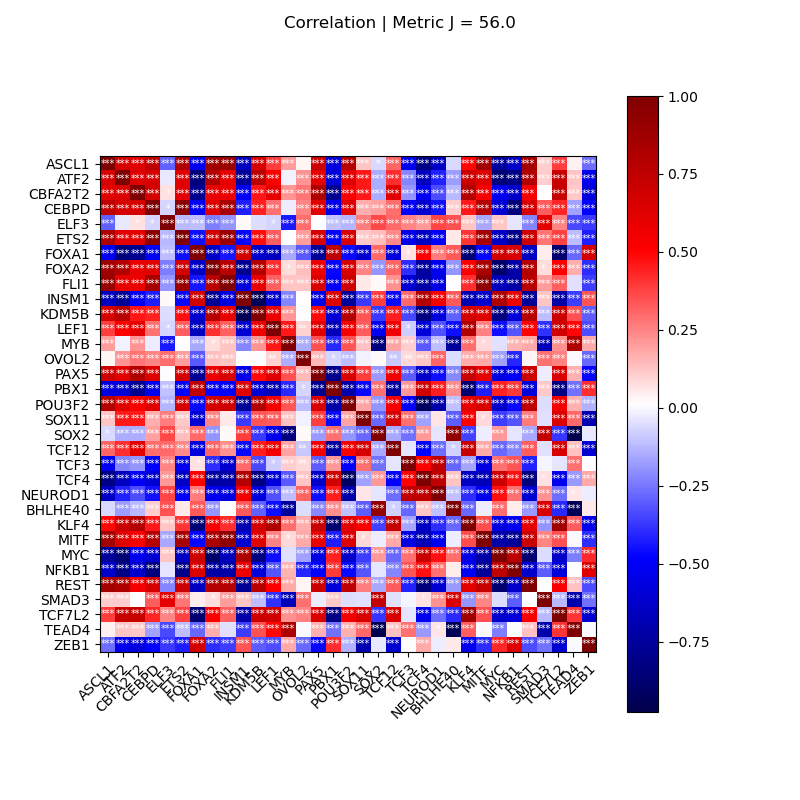 Correlation | Metric J = 56.0
ASCL1
ATF2
CBFA2T2
CEBPD
ELF3
ETS2
FOXA1
FOXA2
FLI1
INSM1
KDM5B
LEF1
MYB
OVOL2
PAX5
PBX1
POU3F2
SOX11
SOX2
TCF12
TCF3
TCF4
NEUROD1
BHLHE40
KLF4
MITF
MYC
NFKB1
REST
SMAD3
TCF7L2
TEAD4
ZEB1
ASCL1
ATF2
CBFA2T2
CEBPD
ELF3
ETS2
FOXA1
FOXA2
FLI1
INSM1
KDM5B
LEF1
MYB
OVOL2
PAX5
PBX1
POU3F2
SOX11
SOX2
TCF12
TCF3
TCF4
NEUROD1
BHLHE40
KLF4
MITF
MYC
NFKB1
REST
SMAD3
TCF7L2
TEAD4
ZEB1
1.00
0.75
0.50
0.25
0.00
−0.25
−0.50
−0.75